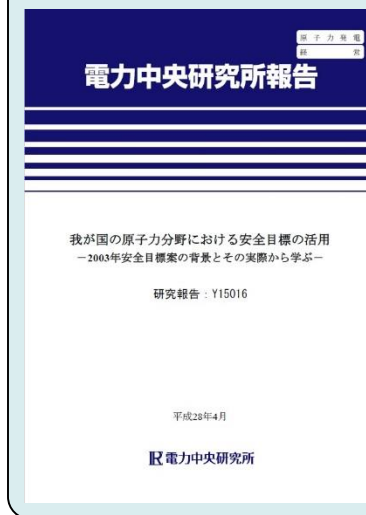 原子力発電
経営
電力中央研究所報告
我が国の原子力分野における安全目標の活用
－2003年安全目標案の背景とその実際から学ぶ－
研究報告：Y15016
平成28年4月
電力中央研究所